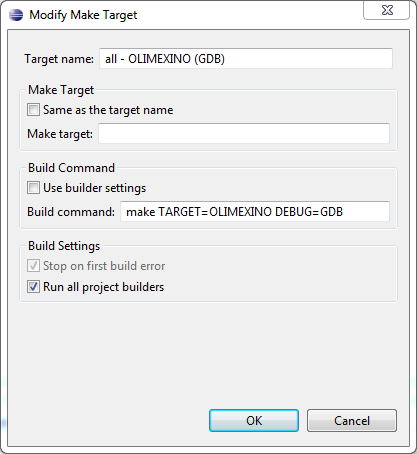 Modify Make Target
Target name: all - OLIMEXINO (GDB)
Make Target
Same as the target name
Make target:
Build Command
Use builder settings
Build command: make TARGET=OLIMEXINO DEBUG=GDB
Build Settings
Stop on first build error
Run all project builders
OK Cancel